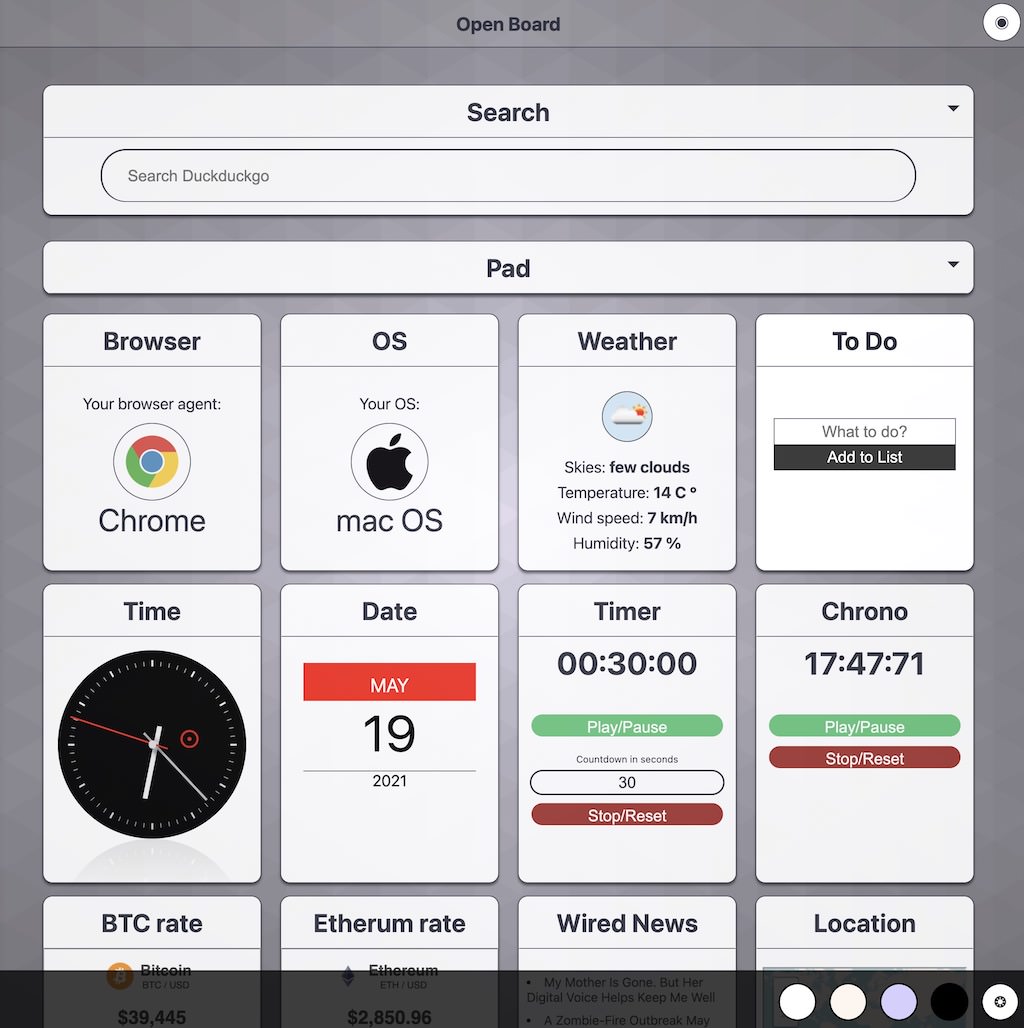 Open Board
Search
Search Duckduckgo
Pad
Browser
Your browser agent:
Chrome
OS
Your OS:
mac OS
Weather
Skies: few clouds
Temperature: 14 C º
Wind speed: 7 km/h
Humidity: 57 %
To Do
What to do?
Add to List
Time
Date
MAY
19
2021
Timer
00:30:00
Play/Pause
Countdown in seconds
30
Stop/Reset
Chrono
17:47:71
Play/Pause
Stop/Reset
BTC rate
Bitcoin
BTC / USD
$39,445
Etherum rate
Ethereum
ETH / USD
$2,850.96
Wired News
• My Mother Is Gone. But Her
Digital Voice Helps Keep Me Well
• A Zombie-Fire Outbreak May
Location